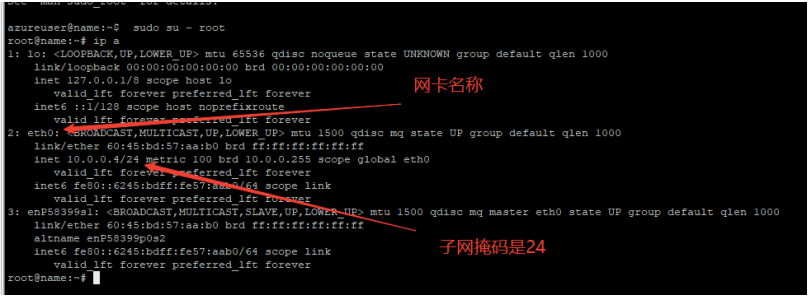 see "man sudo_root" for details.
azureuser@name:~$ sudo su - root
root@name:~# ip a
1: lo: <LOOPBACK,UP,LOWER_UP> mtu 65536 qdisc noqueue state UNKNOWN group default qlen 1000
link/loopback 00:00:00:00:00:00 brd 00:00:00:00:00:00
inet 127.0.0.1/8 scope host lo
valid_lft forever preferred_lft forever
inet6 ::1/128 scope host noprefixroute
valid_lft forever preferred_lft forever
网卡名称
2: eth0: <BROADCAST,MULTICAST,UP,LOWER_UP> mtu 1500 qdisc mq state UP group default qlen 1000
link/ether 60:45:bd:57:aa:b0 brd ff:ff:ff:ff:ff:ff
inet 10.0.0.4/24 metric 100 brd 10.0.0.255 scope global eth0
valid_lft forever preferred_lft forever
inet6 fe80::6245:bdff:fe57:aab0/64 scope link
valid_lft forever preferred_lft forever
3: enP58399s1: <BROADCAST,MULTICAST,SLAVE,UP,LOWER_UP> mtu 1500 qdisc mq master eth0 state UP group default qlen 1000
link/ether 60:45:bd:57:aa:b0 brd ff:ff:ff:ff:ff:ff
altname enP58399p0s2
inet6 fe80::6245:bdff:fe57:aab0/64 scope link
子网掩码是24
valid_lft forever preferred_lft forever
root@name:~#